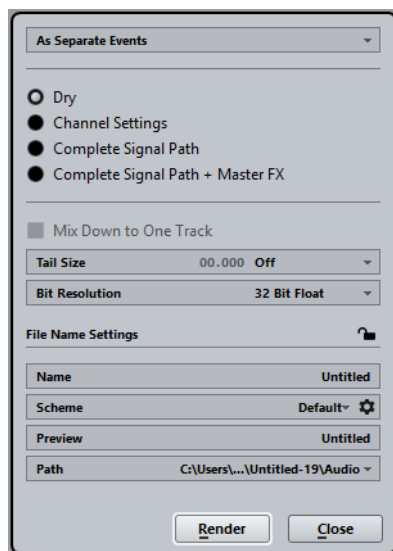 As Separate Events
Dry
Channel Settings
Complete Signal Path
Complete Signal Path + Master FX
Mix Down to One Track
Tail Size 00.000 Off
Bit Resolution 32 Bit Float
File Name Settings
Name Untitled
Scheme Default
Preview Untitled
Path C:\Users\...\Untitled-19\Audio
Render Close